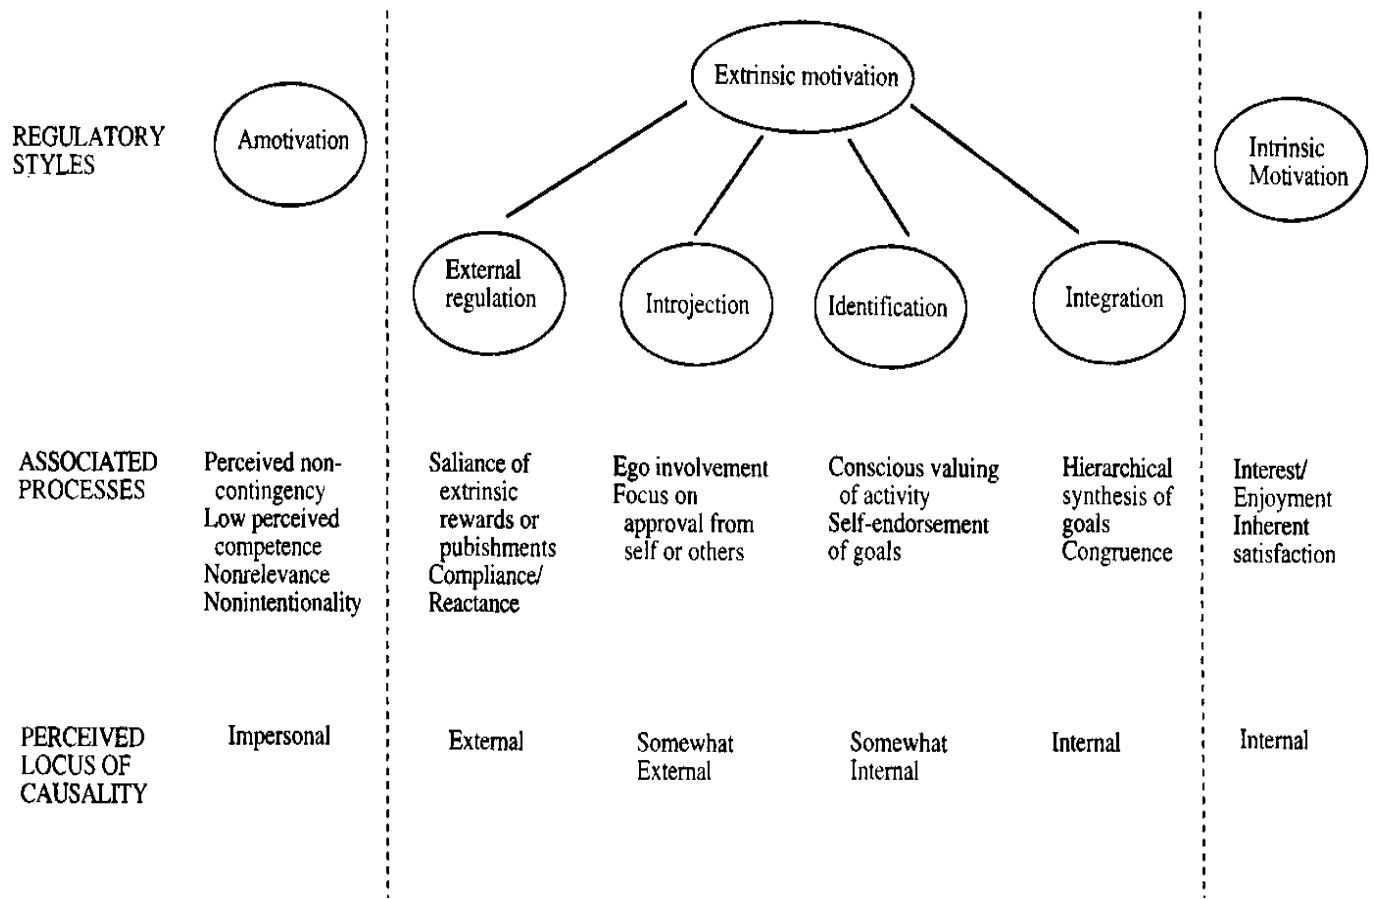 Extrinsic motivation
REGULATORY
STYLES
Amotivation
Intrinsic
Motivation
External
regulation
Introjection
Identification
Integration
ASSOCIATED
PROCESSES
Perceived non-
contingency
Low perceived
competence
Nonrelevance
Nonintentionality
Saliance of
extrinsic
rewards or
pubishments
Compliance/
Reactance
Ego involvement
Focus on
approval from
self or others
Conscious valuing
of activity
Self-endorsement
of goals
Hierarchical
synthesis of
goals
Congruence
Interest/
Enjoyment
Inherent
satisfaction
PERCEIVED
LOCUS OF
CAUSALITY
Impersonal
External
Somewhat
External
Somewhat
Internal
Internal
Internal